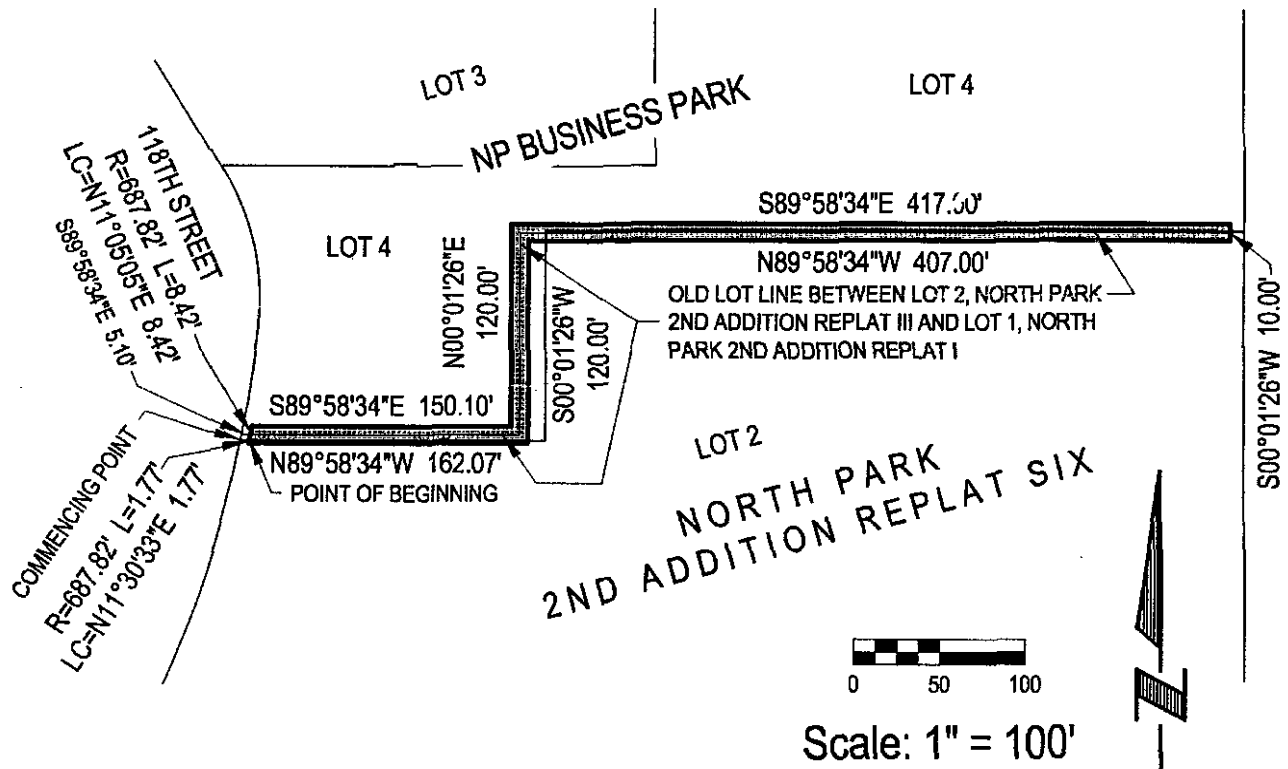 LOT 3
LOT 4
NP BUSINESS PARK
118TH STREET
R=687.82' L=8.42'
LC=N11°05'05"E 8.42'
S89°58'34"E 5.10'
LOT 4
S89°58'34"E
N89°58'34"W 407.00'
N00°01'26"E
120.00'
S00°01'26"W
120.00'
OLD LOT LINE BETWEEN LOT 2, NORTH PARK
2ND ADDITION REPLAT III AND LOT 1, NORTH
PARK 2ND ADDITION REPLAT I
S00°01'26"W 10.00'
S89°58'34"E 150.10'
N89°58'34"W 162.07'
POINT OF BEGINNING
COMMENCING POINT
R=687.82' L=1.77'
LC=N11°30'33"E 1.77'
LOT 2
NORTH PARK
2ND ADDITION REPLAT SIX
0 50 100
Scale: 1" = 100'